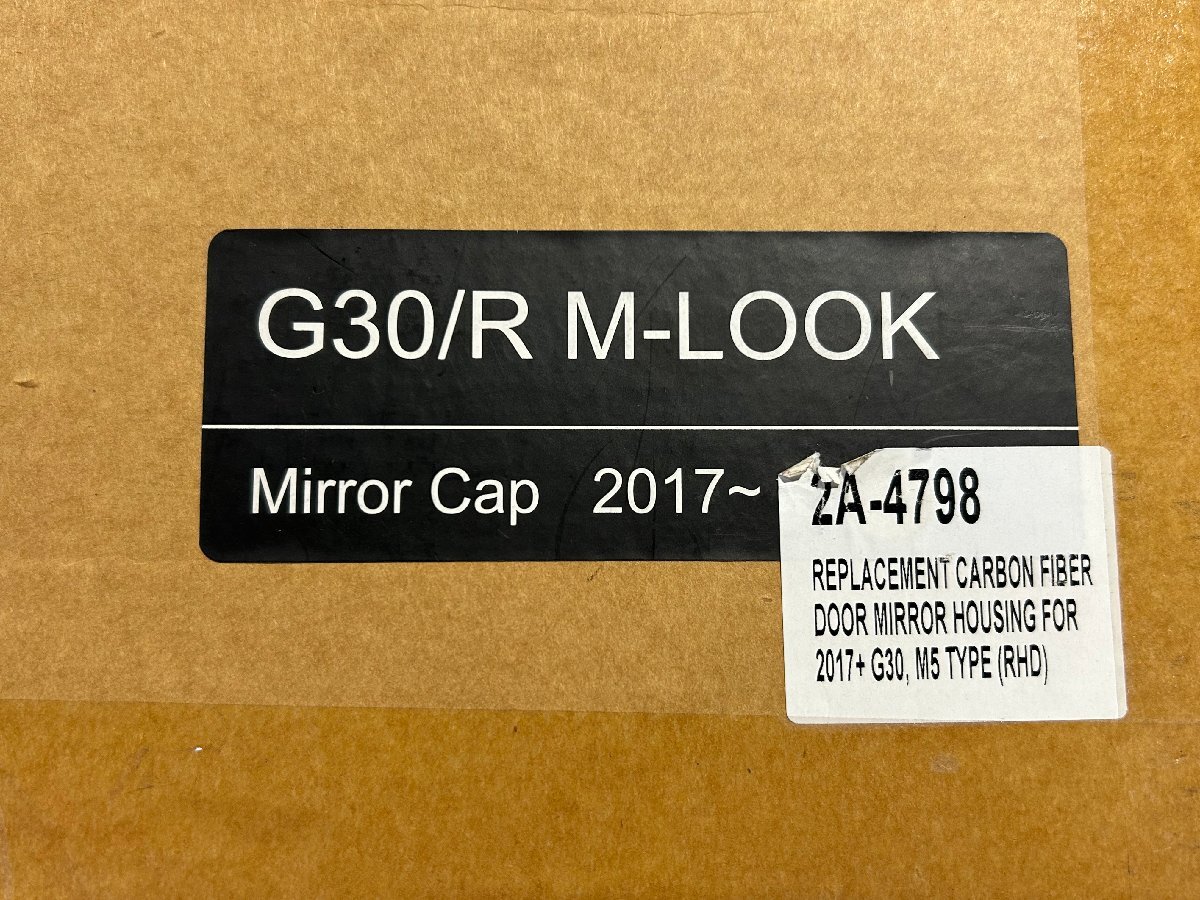 G30/R M-LOOK
Mirror Cap 2017~
2A-4798
REPLACEMENT CARBON FIBER
DOOR MIRROR HOUSING FOR
2017+ G30, M5 TYPE (RHD)